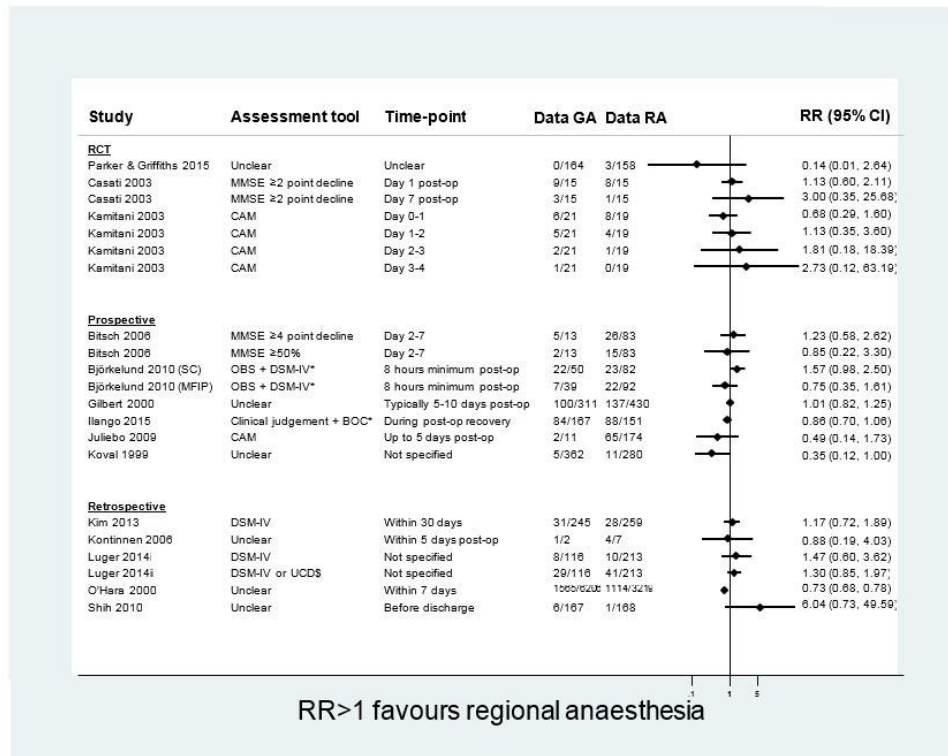 Study Assessment tool Time-point Data GA Data RA RR (95% CI)
RCT
Parker & Griffiths 2015 Unclear Unclear 0/164 3/158 0.14 (0.01, 2.64)
Casati 2003 MMSE ≥2 point decline Day 1 post-op 9/15 8/15 1.13 (0.60, 2.11)
Casati 2003 MMSE ≥2 point decline Day 7 post-op 3/15 1/15 3.00 (0.35, 25.68)
Kamitani 2003 CAM Day 0-1 6/21 8/19 0.68 (0.29, 1.60)
Kamitani 2003 CAM Day 1-2 5/21 4/19 1.13 (0.35, 3.60)
Kamitani 2003 CAM Day 2-3 2/21 1/19 1.81 (0.18, 18.39)
Kamitani 2003 CAM Day 3-4 1/21 0/19 2.73 (0.12, 63.19)
Prospective
Bitsch 2006 MMSE ≥4 point decline Day 2-7 5/13 26/83 1.23 (0.58, 2.62)
Bitsch 2006 MMSE ≥50% Day 2-7 2/13 15/83 0.85 (0.22, 3.30)
Björkelund 2010 (SC) OBS + DSM-IV* 8 hours minimum post-op 22/50 23/82 1.57 (0.98, 2.50)
Björkelund 2010 (MFIP) OBS + DSM-IV* 8 hours minimum post-op 7/39 22/92 0.75 (0.35, 1.61)
Gilbert 2000 Unclear Typically 5-10 days post-op 100/311 137/430 1.01 (0.82, 1.25)
Ilango 2015 Clinical judgement + BOC* During post-op recovery 84/167 88/151 0.86 (0.70, 1.06)
Juliebo 2009 CAM Up to 5 days post-op 2/11 65/174 0.49 (0.14, 1.73)
Koval 1999 Unclear Not specified 5/362 11/280 0.35 (0.12, 1.00)
Retrospective
Kim 2013 DSM-IV Within 30 days 31/245 28/259 1.17 (0.72, 1.89)
Kontinnen 2006 Unclear Within 5 days post-op 1/2 4/7 0.88 (0.19, 4.03)
Luger 2014i DSM-IV Not specified 8/116 10/213 1.47 (0.60, 3.62)
Luger 2014ii DSM-IV or UCD$ Not specified 29/116 41/213 1.30 (0.85, 1.97)
O'Hara 2000 Unclear Within 7 days 1565/6206 1114/3219 0.73 (0.68, 0.78)
Shih 2010 Unclear Before discharge 6/167 1/168 6.04 (0.73, 49.59)
.1 1 5
RR>1 favours regional anaesthesia